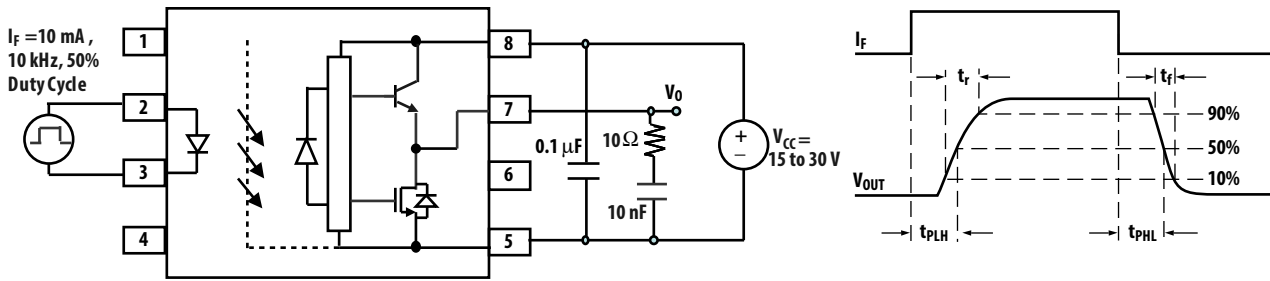 I_F = 10 mA ,
10 kHz, 50%
Duty Cycle
1
2
3
4
8
7
6
5
V_O
0.1 μF
10 Ω
10 nF
+
−
V_CC =
15 to 30 V
I_F
t_r
t_f
90%
50%
10%
V_OUT
t_PLH
t_PHL